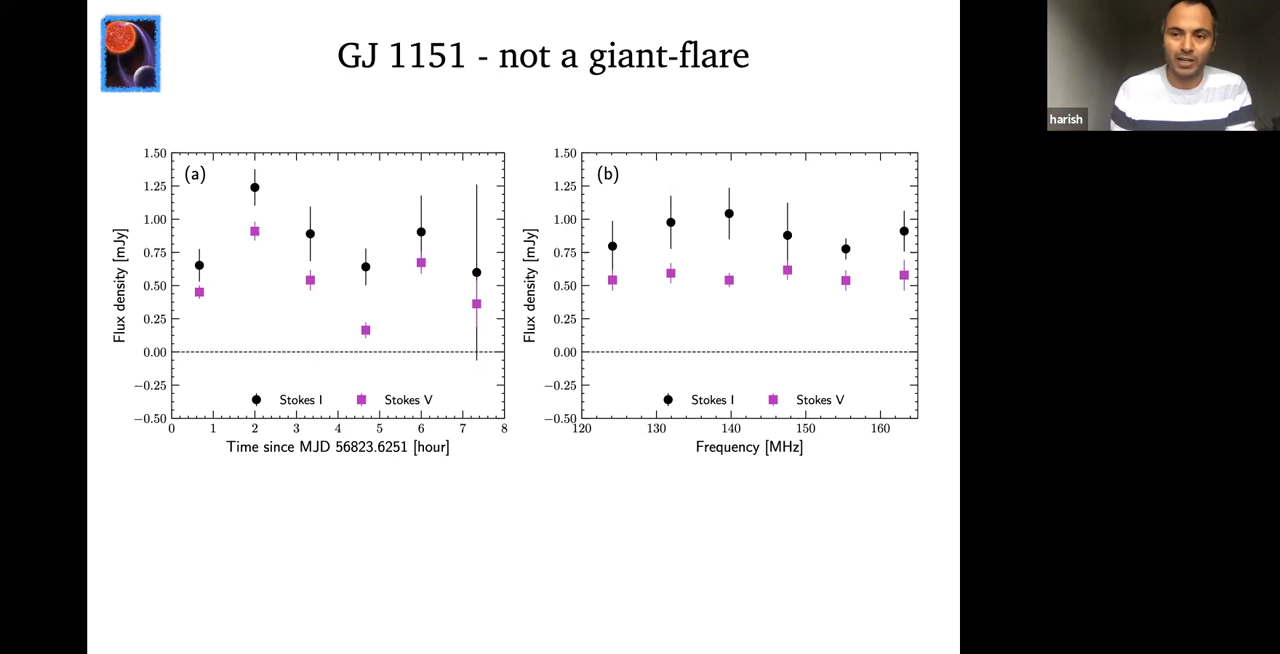 GJ 1151 - not a giant-flare
harish
1.50
1.25
1.00
0.75
0.50
0.25
0.00
−0.25
−0.50
Flux density [mJy]
(a)
Stokes I Stokes V
0 1 2 3 4 5 6 7 8
Time since MJD 56823.6251 [hour]
1.50
1.25
1.00
0.75
0.50
0.25
0.00
−0.25
−0.50
Flux density [mJy]
(b)
Stokes I Stokes V
120 130 140 150 160
Frequency [MHz]